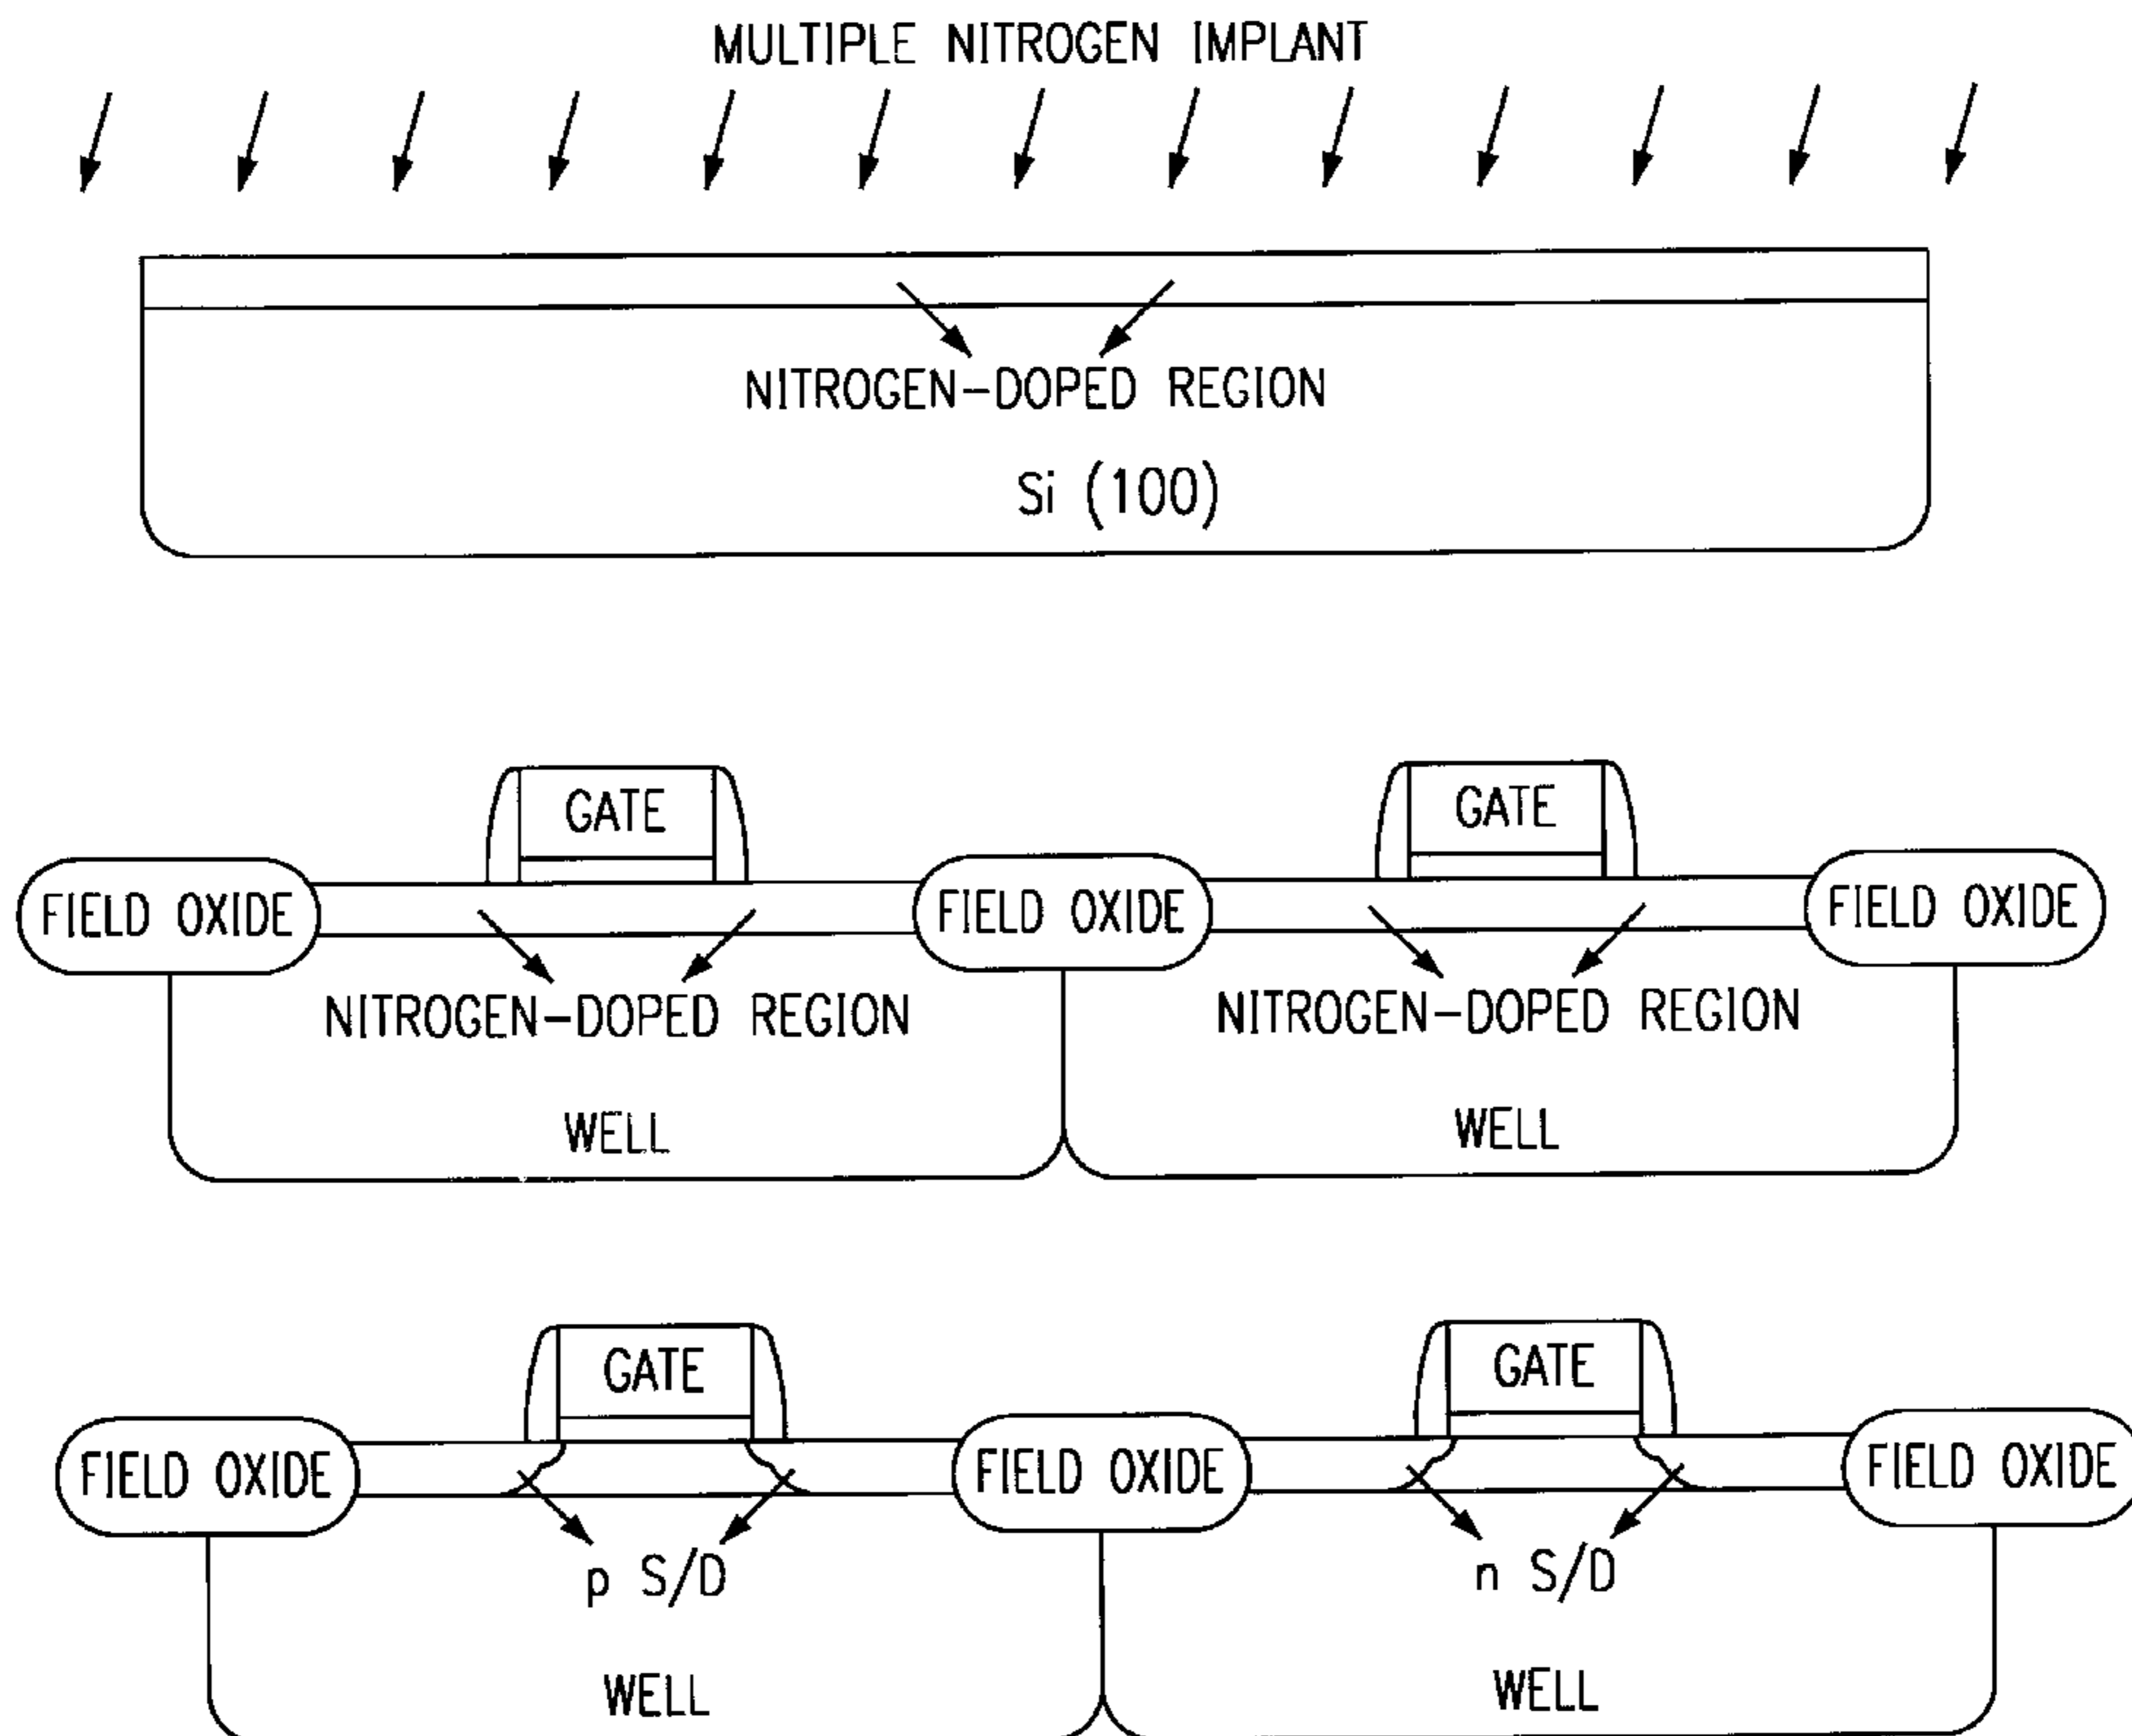 MULTIPLE NITROGEN IMPLANT
NITROGEN-DOPED REGION
Si (100)
GATE
GATE
FIELD OXIDE
FIELD OXIDE
FIELD OXIDE
NITROGEN-DOPED REGION
NITROGEN-DOPED REGION
WELL
WELL
GATE
GATE
FIELD OXIDE
FIELD OXIDE
FIELD OXIDE
p S/D
n S/D
WELL
WELL